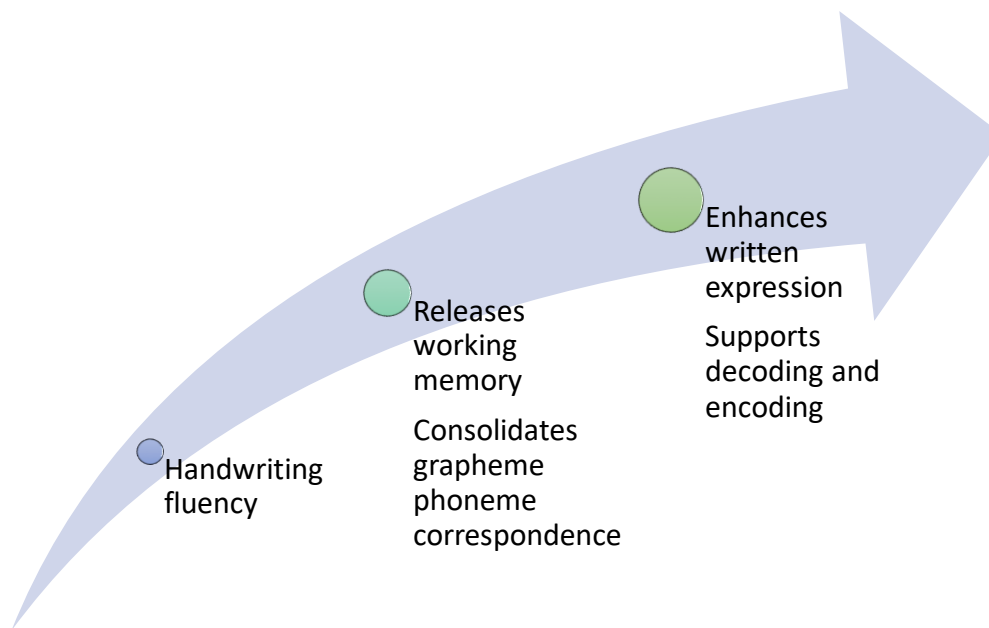 Handwriting
fluency
Releases
working
memory
Consolidates
grapheme
phoneme
correspondence
Enhances
written
expression
Supports
decoding and
encoding